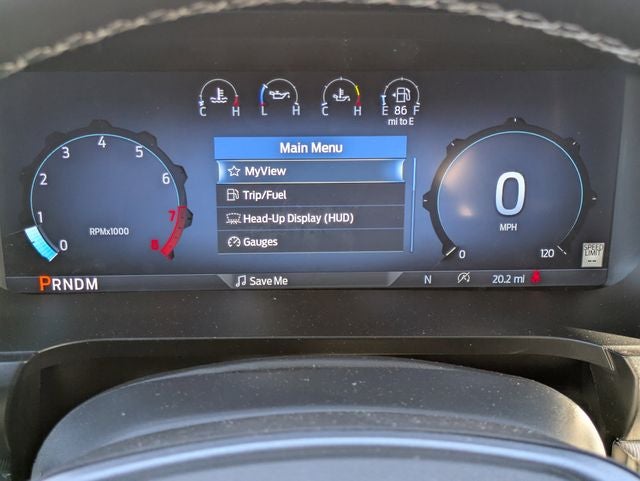 C H
L H
C H
E F
86
mi to E
Main Menu
MyView
Trip/Fuel
Head-Up Display (HUD)
Gauges
0
1
2
3
4
5
6
7
8
RPMx1000
0
MPH
0 120
SPEED
LIMIT
--
PRNDM
Save Me
N
20.2 mi